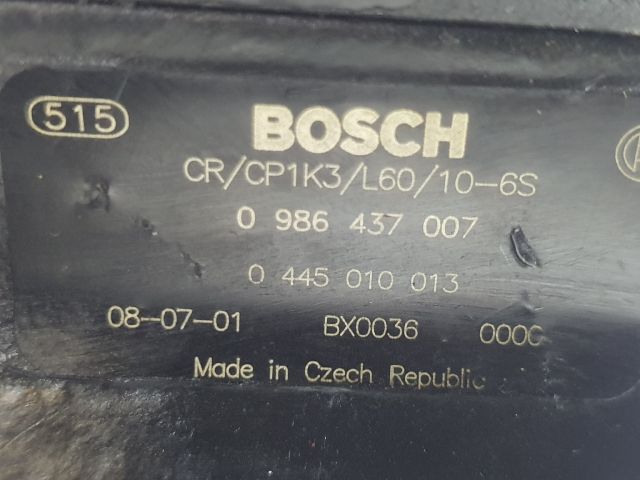 515
BOSCH
CR/CP1K3/L60/10-6S
0 986 437 007
0 445 010 013
08-07-01 BX0036
Made in Czech Republic